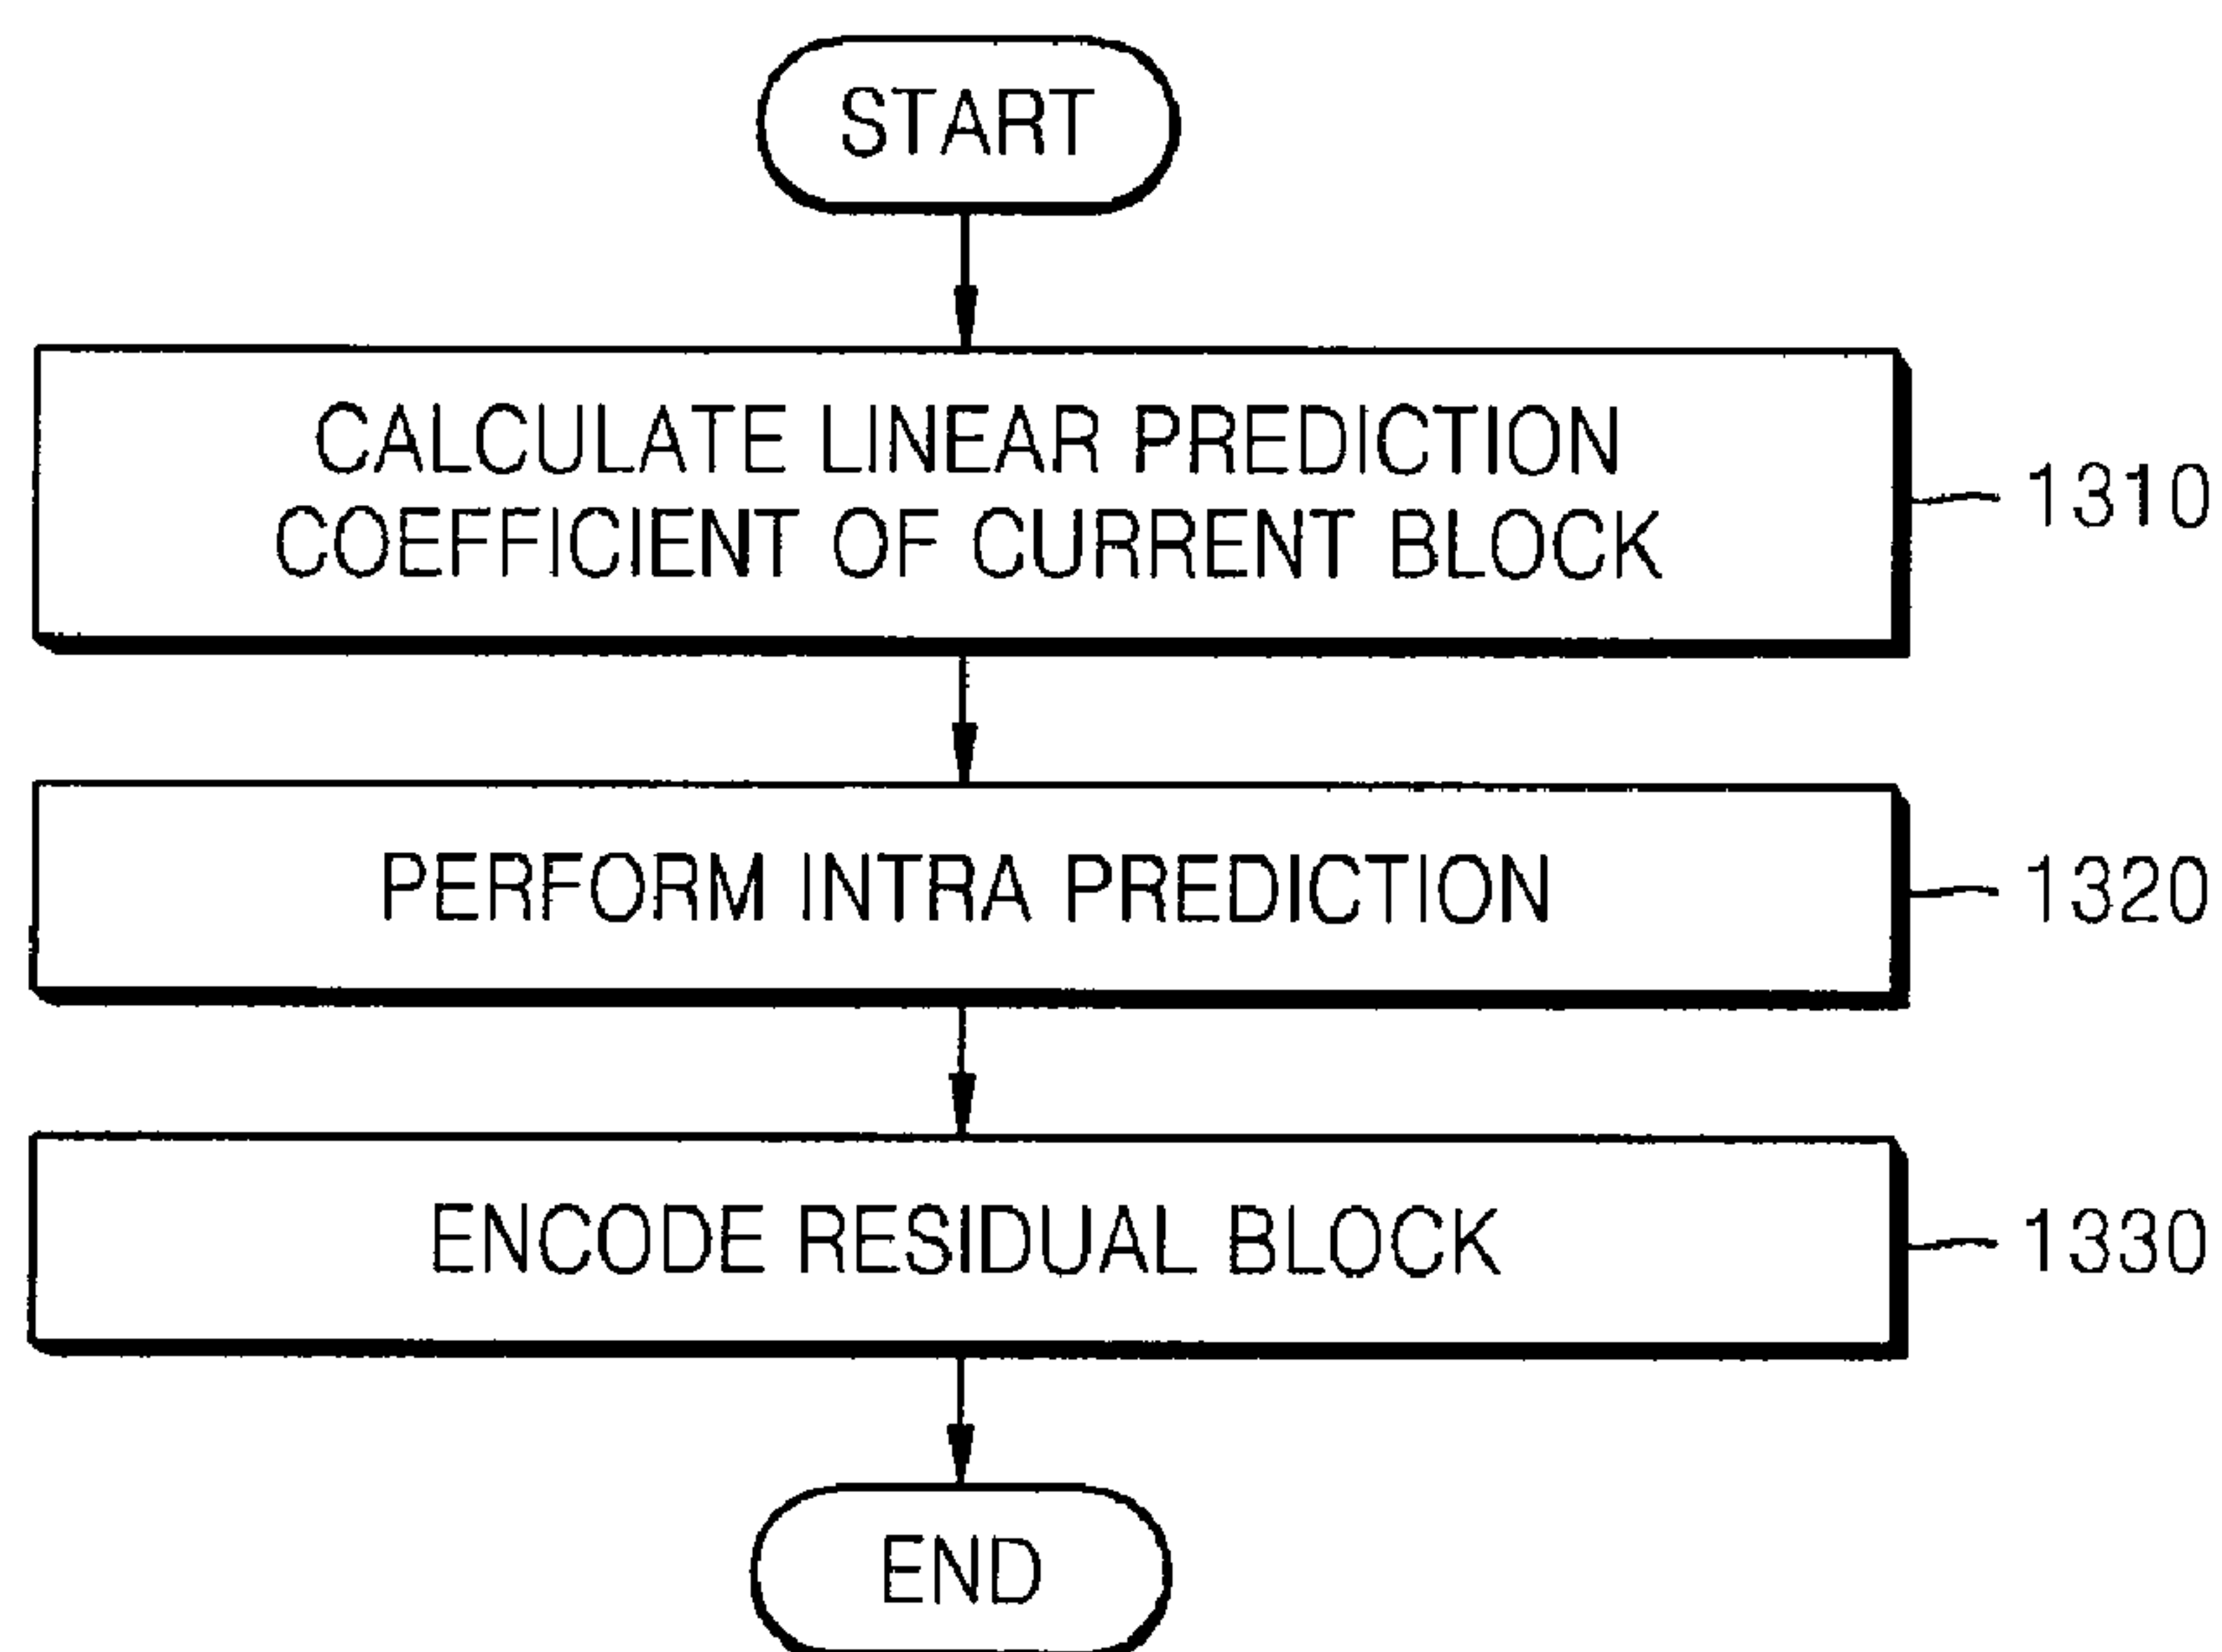 START
CALCULATE LINEAR PREDICTION
COEFFICIENT OF CURRENT BLOCK
1310
PERFORM INTRA PREDICTION
1320
ENCODE RESIDUAL BLOCK
1330
END